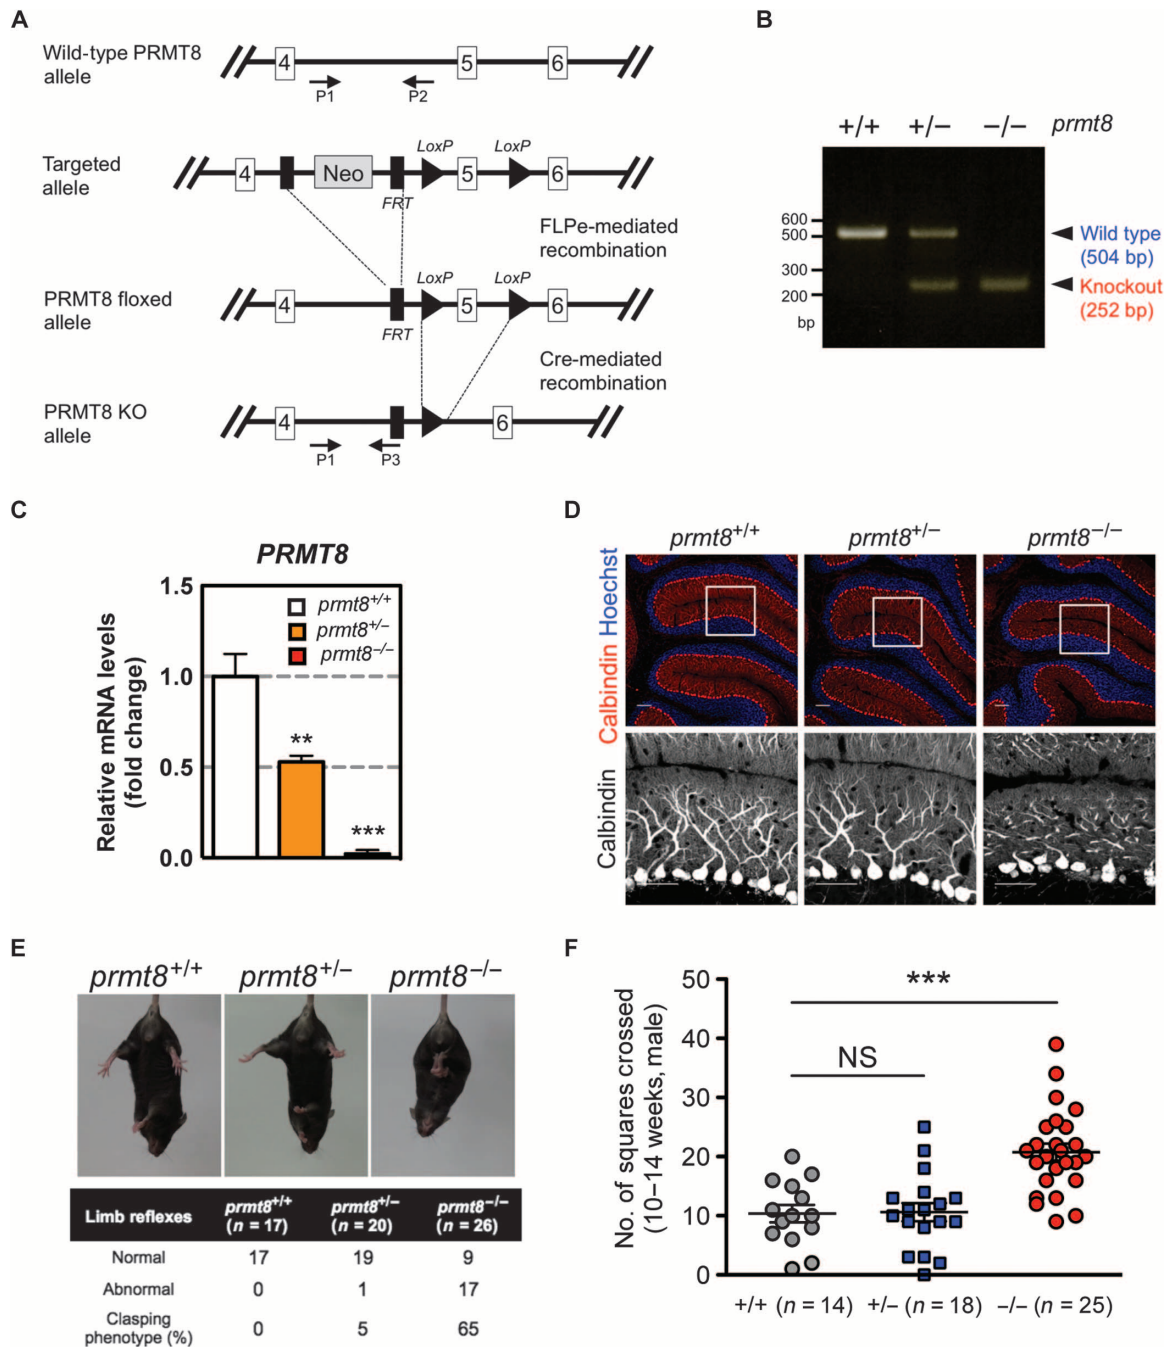 A
Wild-type PRMT8
allele
4
5
6
P1
P2
Targeted
allele
LoxP
LoxP
4
Neo
5
6
FRT
FLPe-mediated
recombination
PRMT8 floxed
allele
LoxP
LoxP
4
5
6
FRT
Cre-mediated
recombination
PRMT8 KO
allele
4
6
P1
P3
B
+/+ +/− −/− prmt8
600
500
300
200
bp
Wild type
(504 bp)
Knockout
(252 bp)
C
PRMT8
Relative mRNA levels
(fold change)
1.5
1.0
0.5
0.0
prmt8+/+
prmt8+/−
prmt8−/−
**
***
D
prmt8+/+ prmt8+/− prmt8−/−
Calbindin Hoechst
Calbindin
E
prmt8+/+ prmt8+/− prmt8−/−
Limb reflexes prmt8+/+ (n = 17) prmt8+/− (n = 20) prmt8−/− (n = 26)
Normal 17 19 9
Abnormal 0 1 17
Clasping
phenotype (%) 0 5 65
F
No. of squares crossed
(10–14 weeks, male)
50
40
30
20
10
0
***
NS
+/+ (n = 14) +/− (n = 18) −/− (n = 25)